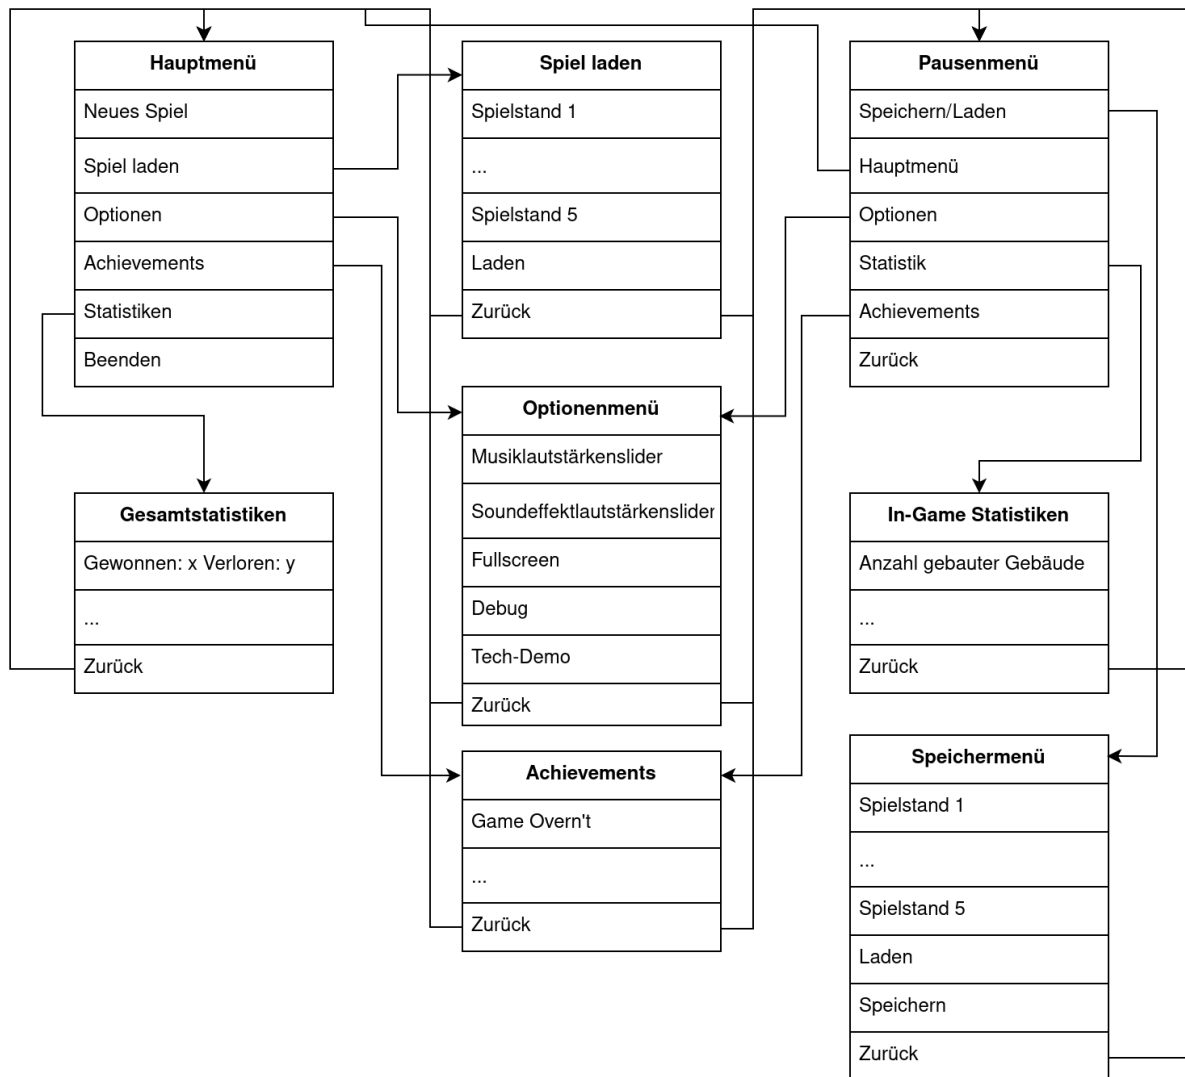 Hauptmenü
Neues Spiel
Spiel laden
Optionen
Achievements
Statistiken
Beenden
Spiel laden
Spielstand 1
...
Spielstand 5
Laden
Zurück
Pausenmenü
Speichern/Laden
Hauptmenü
Optionen
Statistik
Achievements
Zurück
Optionenmenü
Musiklautstärkenslider
Soundeffektlautstärkenslider
Fullscreen
Debug
Tech-Demo
Zurück
Gesamtstatistiken
Gewonnen: x Verloren: y
...
Zurück
In-Game Statistiken
Anzahl gebauter Gebäude
...
Zurück
Achievements
Game Overn't
...
Zurück
Speichermenü
Spielstand 1
...
Spielstand 5
Laden
Speichern
Zurück